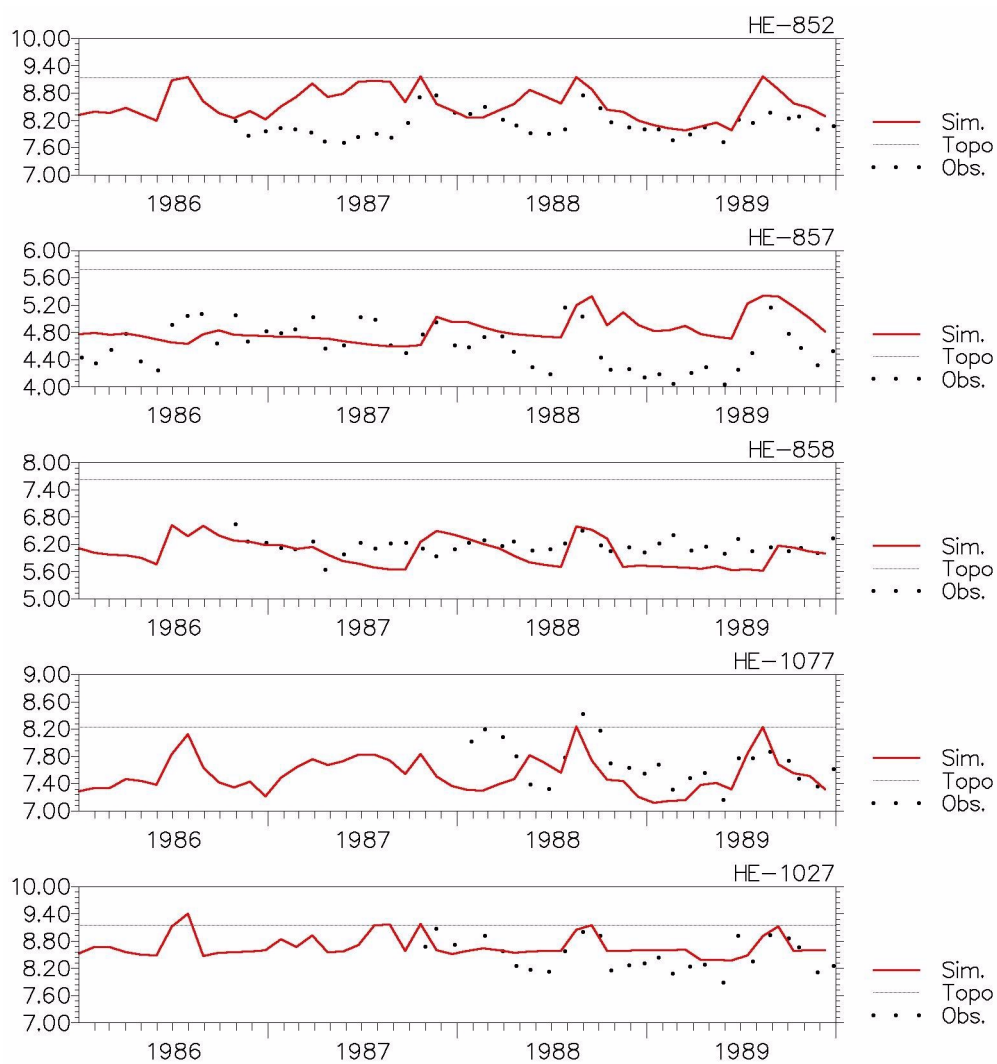 HE-852
10.00
9.40
8.80
8.20
7.60
7.00
1986 1987 1988 1989
Sim.
Topo
Obs.
HE-857
6.00
5.60
5.20
4.80
4.40
4.00
1986 1987 1988 1989
Sim.
Topo
Obs.
HE-858
8.00
7.40
6.80
6.20
5.60
5.00
1986 1987 1988 1989
Sim.
Topo
Obs.
HE-1077
9.00
8.60
8.20
7.80
7.40
7.00
1986 1987 1988 1989
Sim.
Topo
Obs.
HE-1027
10.00
9.40
8.80
8.20
7.60
7.00
1986 1987 1988 1989
Sim.
Topo
Obs.